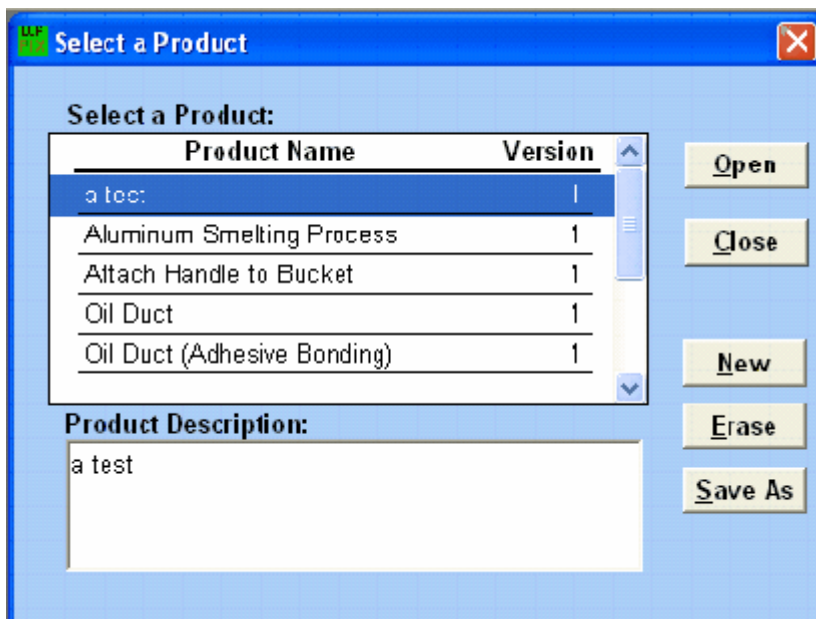 Select a Product
Select a Product:
Product Name Version
a test 1
Aluminum Smelting Process 1
Attach Handle to Bucket 1
Oil Duct 1
Oil Duct (Adhesive Bonding) 1
Open
Close
New
Erase
Save As
Product Description:
a test